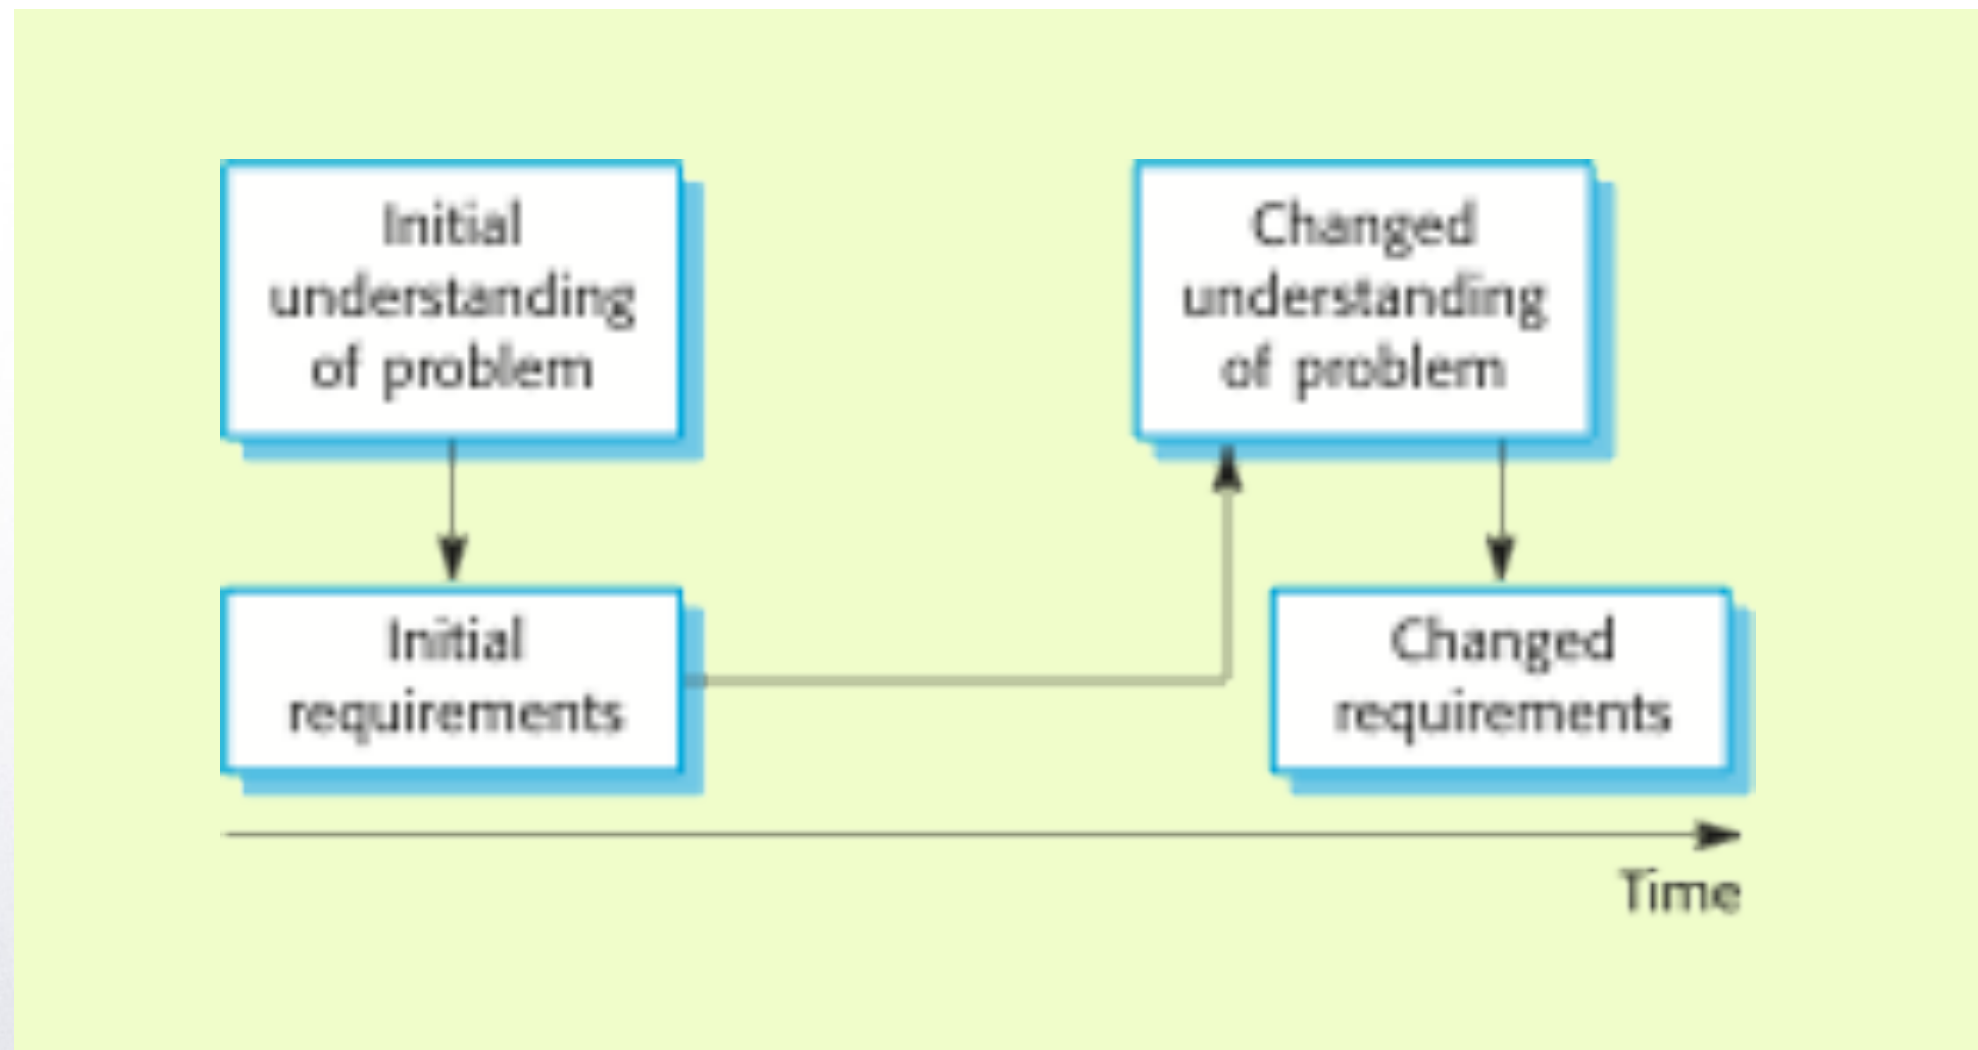 Initial
understanding
of problem
Changed
understanding
of problem
Initial
requirements
Changed
requirements
Time